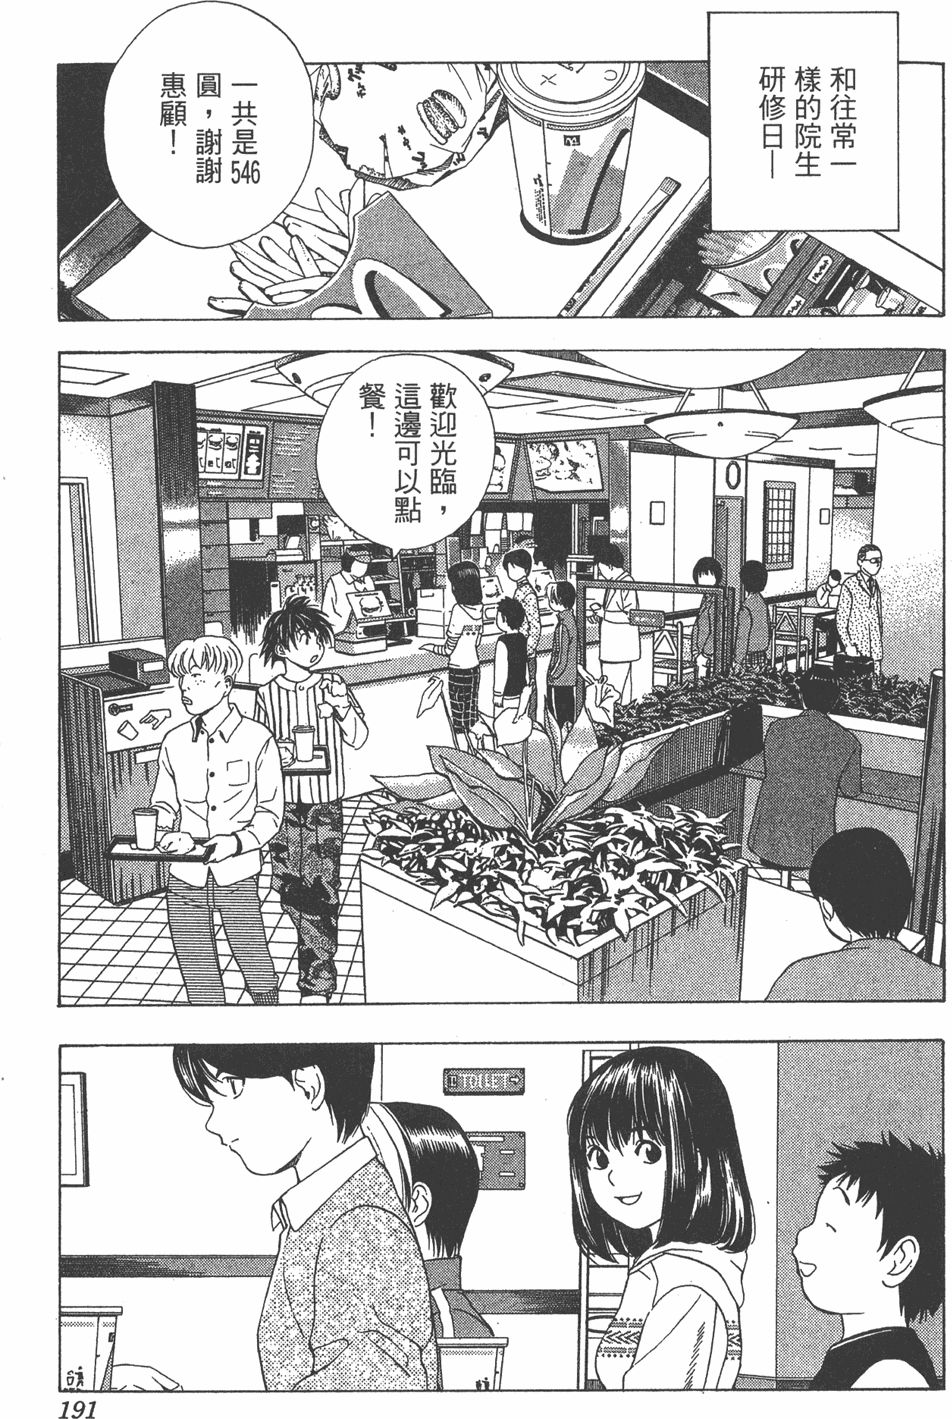 和往常一
樣的院生
研修日—
一共是546
圓，謝謝
惠顧！
歡迎光臨，
這邊可以點
餐！
TOILET
191